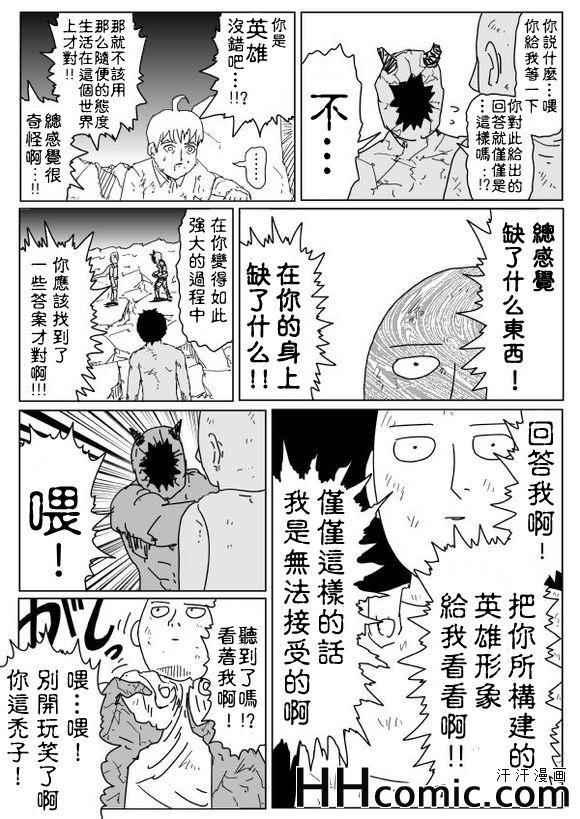 你說什麼…喂
你給我等一下
你對此給出的
回答就僅僅是
…這樣嗎…!?
不…
你是
英雄
沒錯吧…!!?
那就不該用
那么隨便的態度
生活在這個世界
上才對!!
總感覺很
奇怪啊…!!
……
總感覺
缺了什么東西！
在你的身上
缺了什么!!
在你變得如此
強大的過程中
你應該找到了
一些答案才對啊!!!
回答我啊！
把你所構建的
英雄形象
給我看看啊!!
僅僅這樣的話
我是無法接受的啊
喂！
聽到了嗎!?
看著我啊！
がしっ
喂…喂！
別開玩笑了啊
你這禿子！
汗汗漫画
HHcomic.com